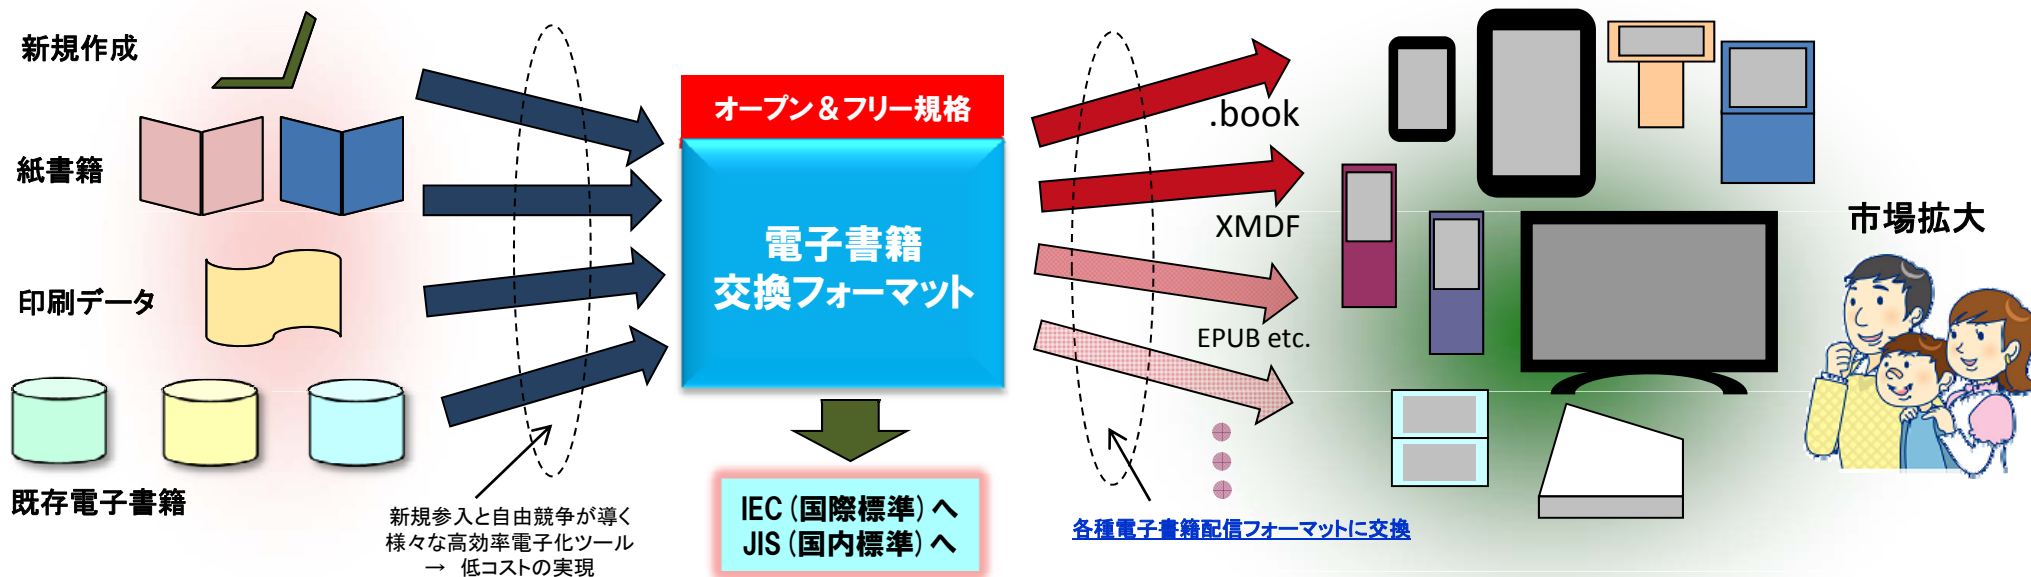 新規作成
紙書籍
印刷データ
既存電子書籍
新規参入と自由競争が導く
様々な高効率電子化ツール
→ 低コストの実現
オープン＆フリー規格
電子書籍
交換フォーマット
IEC（国際標準）へ
JIS（国内標準）へ
.book
XMDF
EPUB etc.
各種電子書籍配信フォーマットに交換
市場拡大